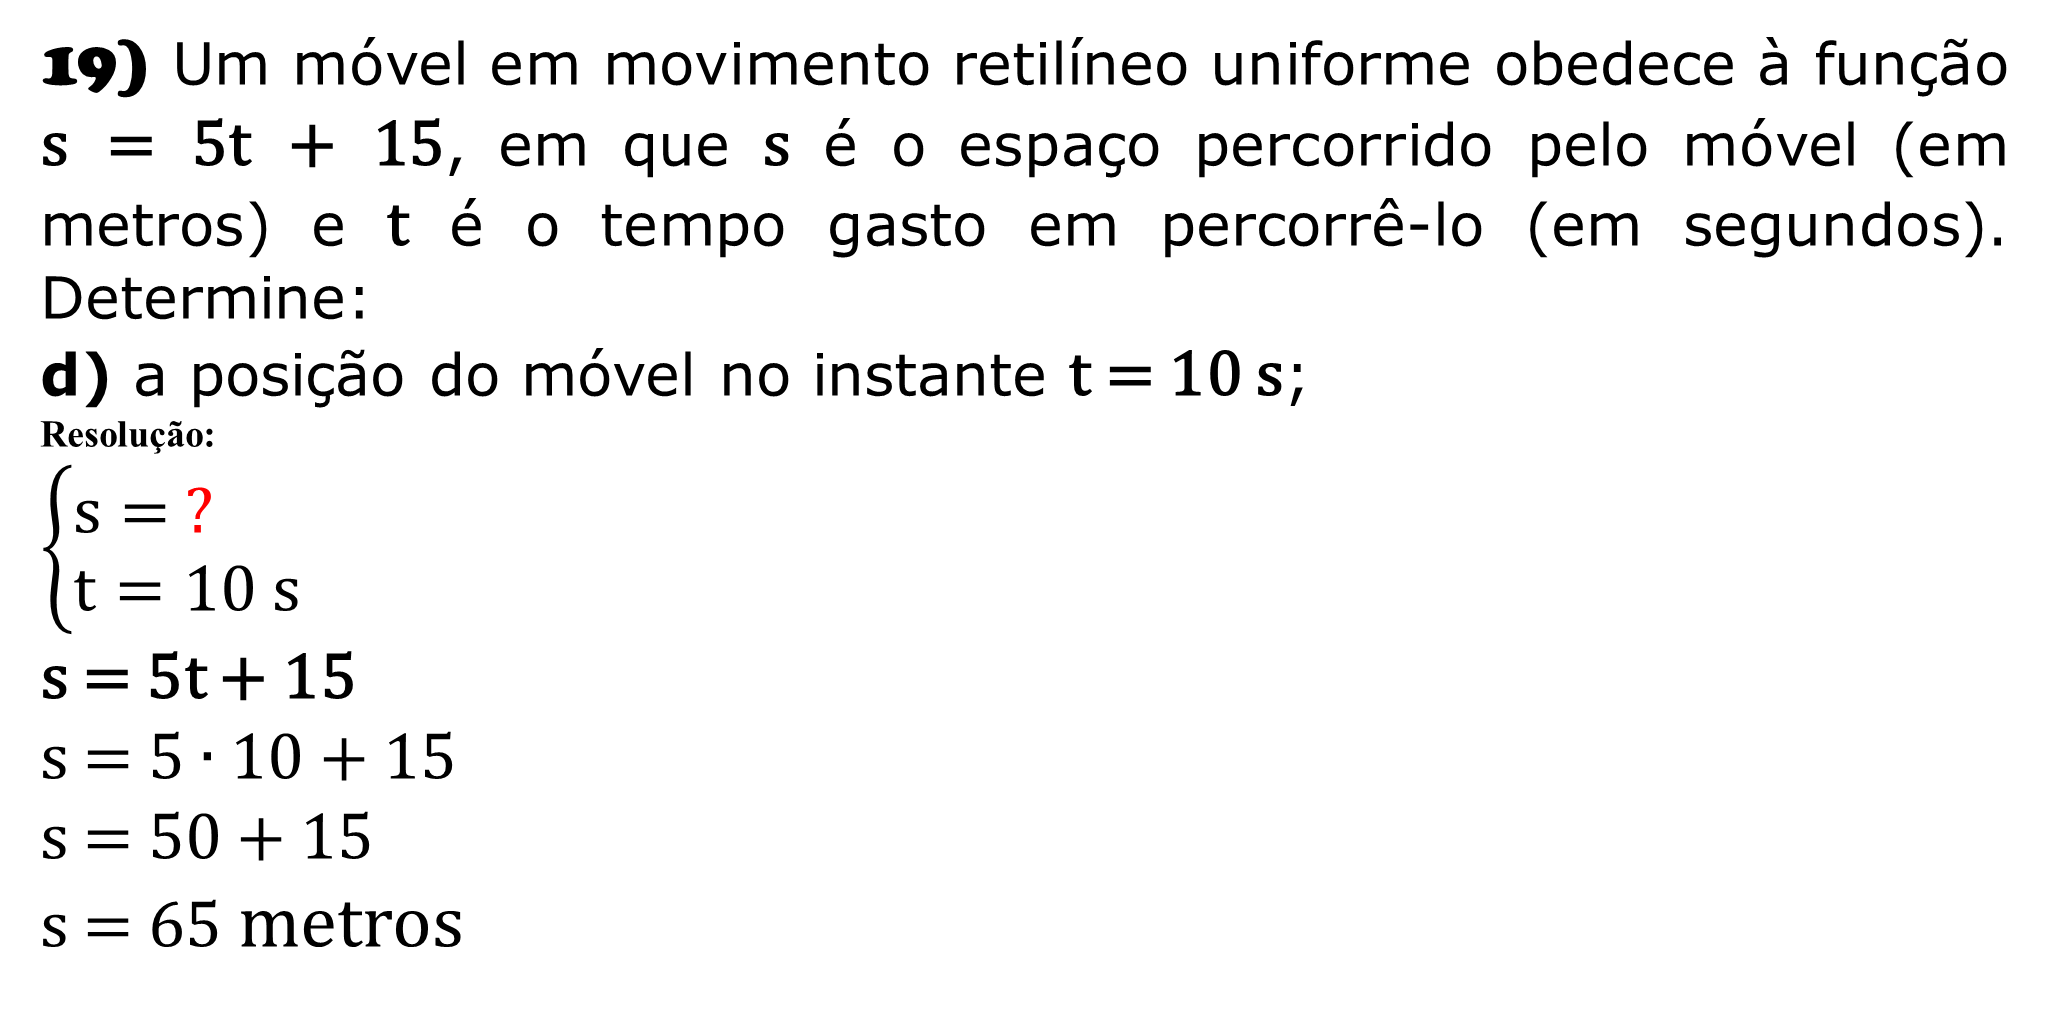 19) Um móvel em movimento retilíneo uniforme obedece à função
s = 5t + 15, em que s é o espaço percorrido pelo móvel (em
metros) e t é o tempo gasto em percorrê-lo (em segundos).
Determine:
d) a posição do móvel no instante t = 10 s;
Resolução:
s = ?
t = 10 s
s = 5t + 15
s = 5 · 10 + 15
s = 50 + 15
s = 65 metros